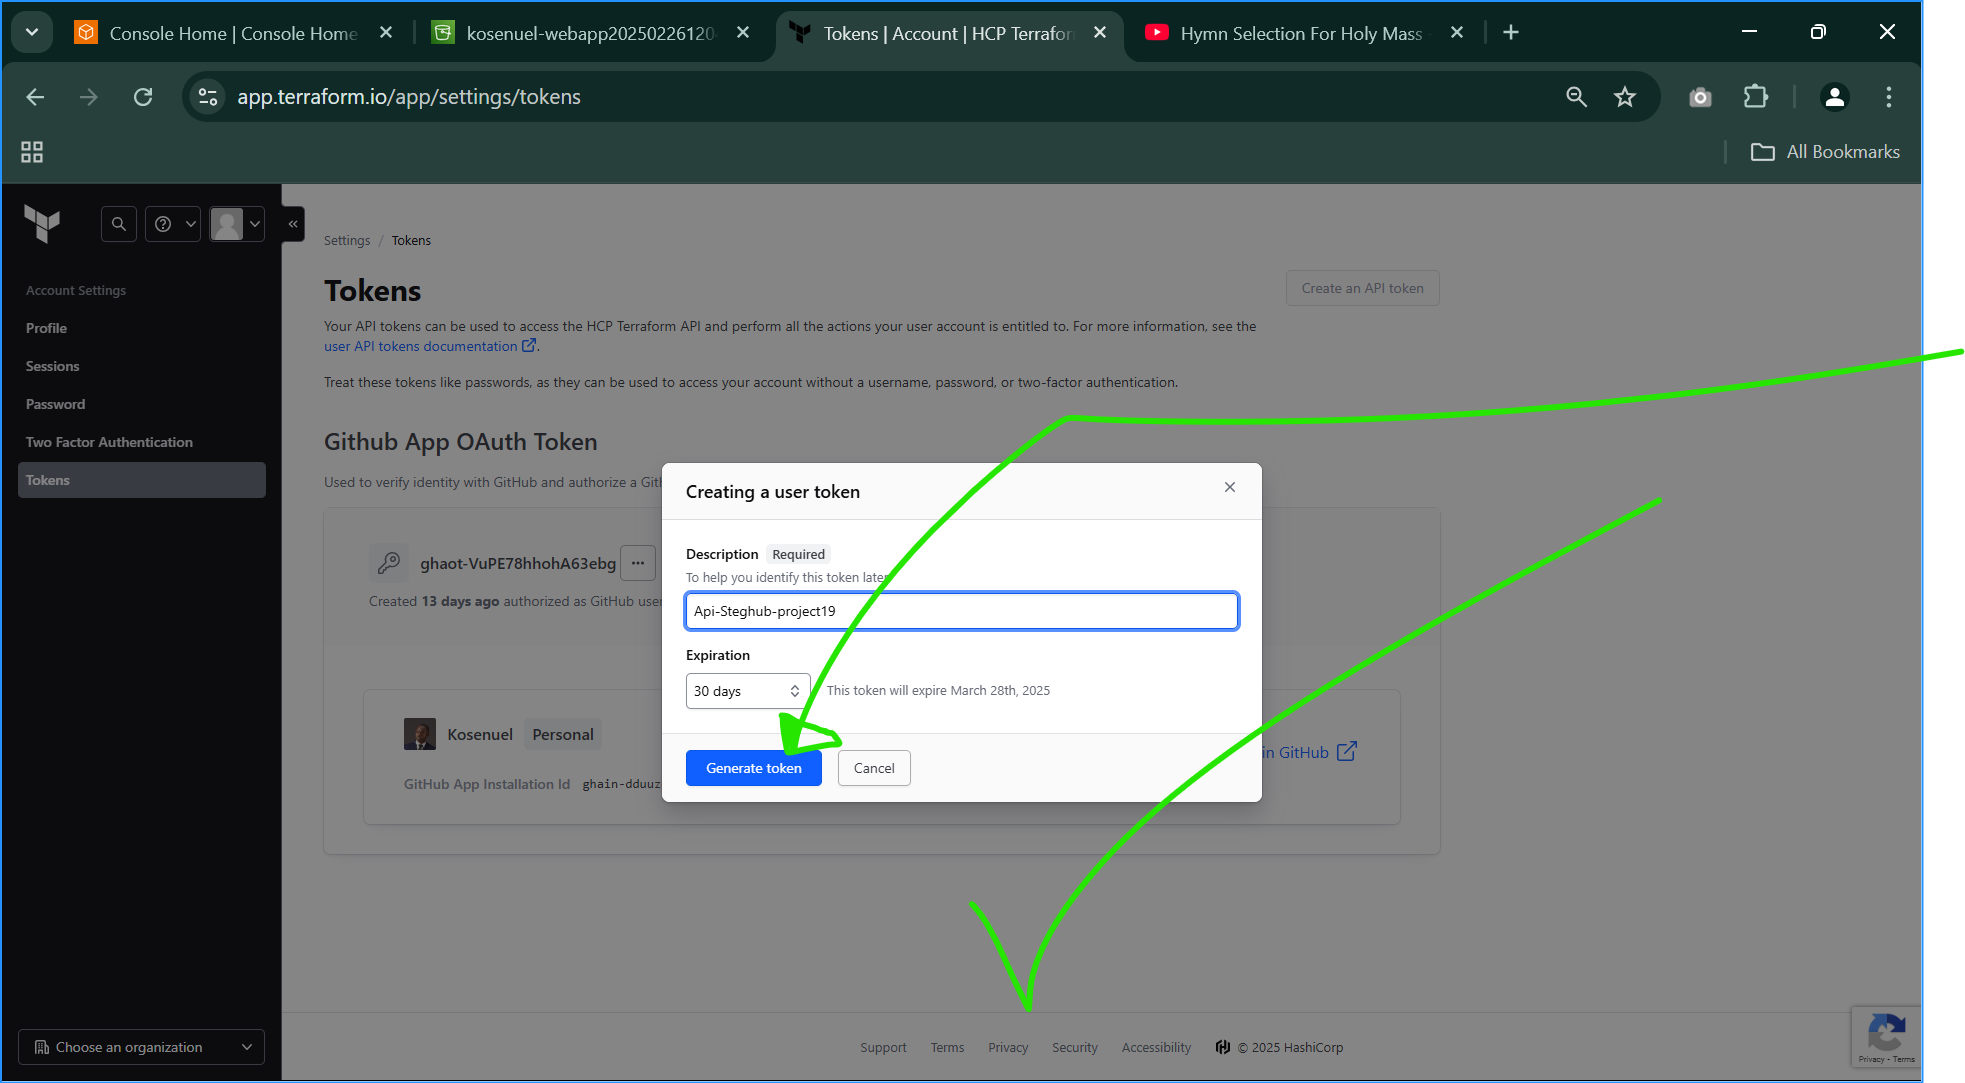 Console Home | Console Home
kosenuel-webapp20250226120
Tokens | Account | HCP Terrafor
Hymn Selection For Holy Mass
app.terraform.io/app/settings/tokens
All Bookmarks
Settings / Tokens
Account Settings
Profile
Sessions
Password
Two Factor Authentication
Tokens
Choose an organization
Tokens
Create an API token
Your API tokens can be used to access the HCP Terraform API and perform all the actions your user account is entitled to. For more information, see the
user API tokens documentation.
Treat these tokens like passwords, as they can be used to access your account without a username, password, or two-factor authentication.
Github App OAuth Token
Used to verify identity with GitHub and authorize a Git
ghaot-VuPE78hhohA63ebg
Created 13 days ago authorized as GitHub user
Kosenuel Personal
in GitHub
GitHub App Installation Id ghain-dduuz
Creating a user token
Description Required
To help you identify this token later
Api-Steghub-project19
Expiration
30 days
This token will expire March 28th, 2025
Generate token
Cancel
Support Terms Privacy Security Accessibility © 2025 HashiCorp
Privacy - Terms